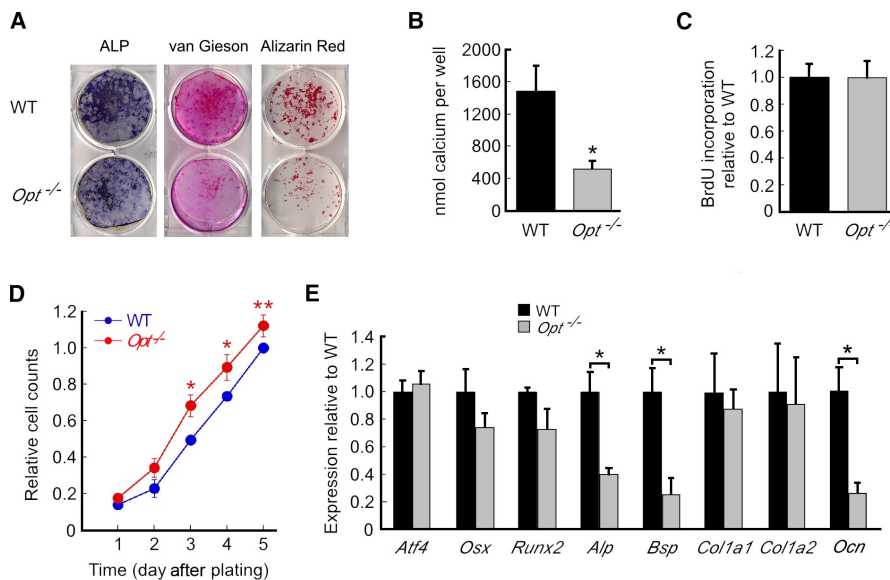 A
ALP van Gieson Alizarin Red
WT
Opt -/-
B
nmol calcium per well
2000
1600
1200
800
400
0
*
WT Opt -/-
C
BrdU incorporation
relative to WT
1.2
1.0
0.8
0.6
0.4
0.2
0
WT Opt -/-
D
WT
Opt-/-
Relative cell counts
1.2
1.0
0.8
0.6
0.4
0.2
0
* * **
1 2 3 4 5
Time (day after plating)
E
WT
Opt -/-
Expression relative to WT
1.4
1.2
1.0
0.8
0.6
0.4
0.2
0
* * *
Atf4 Osx Runx2 Alp Bsp Col1a1 Col1a2 Ocn